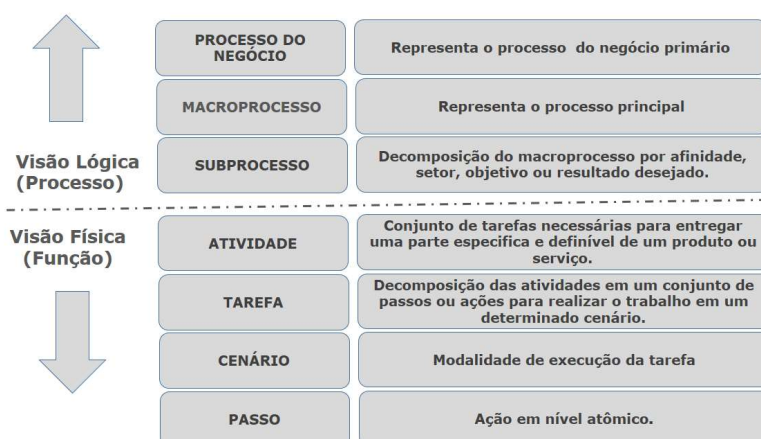 PROCESSO DO
NEGÓCIO
Representa o processo do negócio primário
MACROPROCESSO
Representa o processo principal
Visão Lógica
(Processo)
SUBPROCESSO
Decomposição do macroprocesso por afinidade,
setor, objetivo ou resultado desejado.
Visão Física
(Função)
ATIVIDADE
Conjunto de tarefas necessárias para entregar
uma parte especifica e definível de um produto ou
serviço.
TAREFA
Decomposição das atividades em um conjunto de
passos ou ações para realizar o trabalho em um
determinado cenário.
CENÁRIO
Modalidade de execução da tarefa
PASSO
Ação em nível atômico.